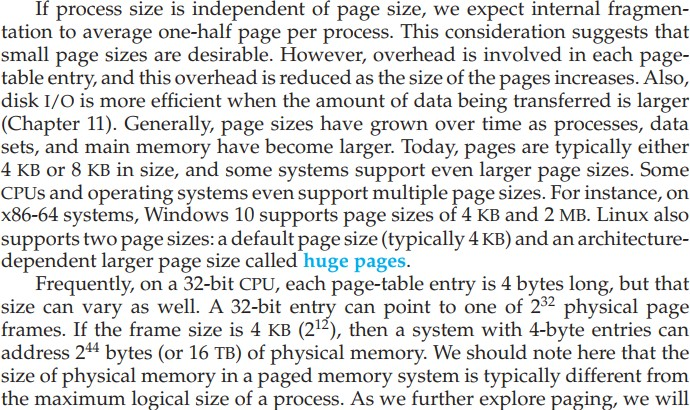 If process size is independent of page size, we expect internal fragmen-
tation to average one-half page per process. This consideration suggests that
small page sizes are desirable. However, overhead is involved in each page-
table entry, and this overhead is reduced as the size of the pages increases. Also,
disk I/O is more efficient when the amount of data being transferred is larger
(Chapter 11). Generally, page sizes have grown over time as processes, data
sets, and main memory have become larger. Today, pages are typically either
4 KB or 8 KB in size, and some systems support even larger page sizes. Some
CPUs and operating systems even support multiple page sizes. For instance, on
x86-64 systems, Windows 10 supports page sizes of 4 KB and 2 MB. Linux also
supports two page sizes: a default page size (typically 4 KB) and an architecture-
dependent larger page size called huge pages.
Frequently, on a 32-bit CPU, each page-table entry is 4 bytes long, but that
size can vary as well. A 32-bit entry can point to one of 2³² physical page
frames. If the frame size is 4 KB (2¹²), then a system with 4-byte entries can
address 2⁴⁴ bytes (or 16 TB) of physical memory. We should note here that the
size of physical memory in a paged memory system is typically different from
the maximum logical size of a process. As we further explore paging, we will